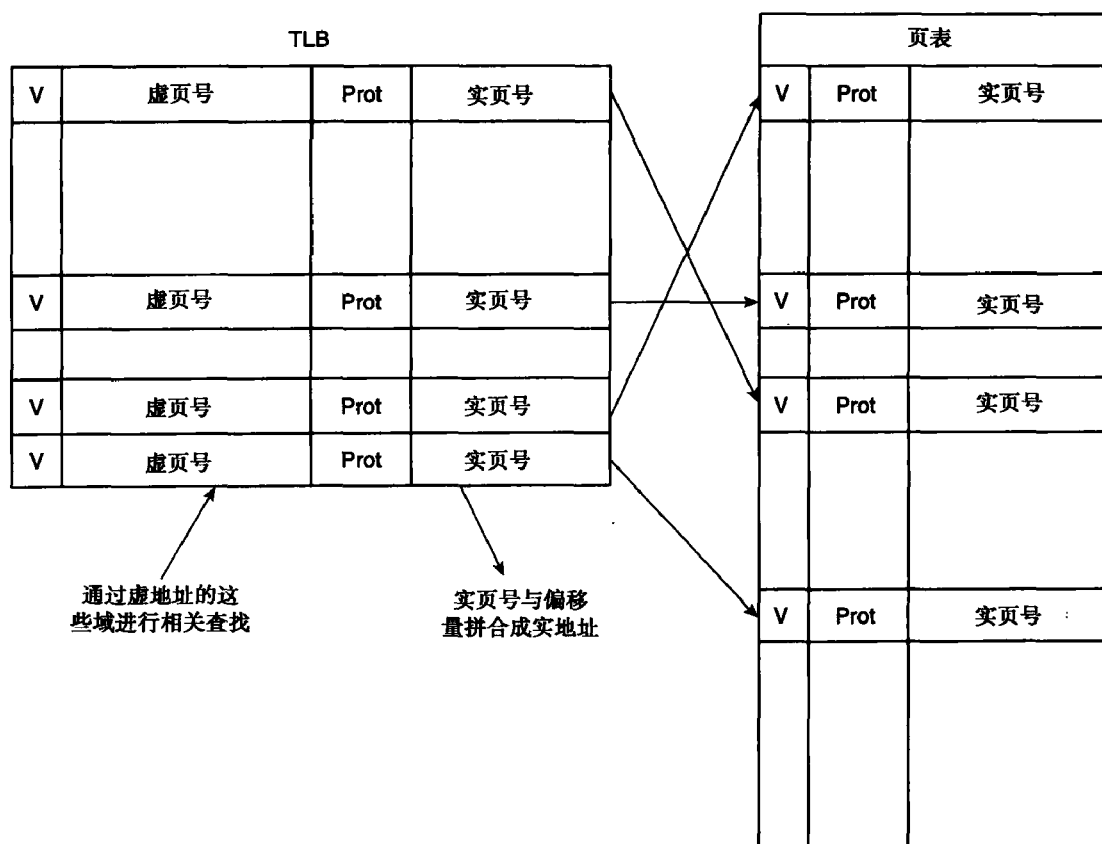 TLB
页表
V 虚页号 Prot 实页号
V Prot 实页号
V 虚页号 Prot 实页号
V Prot 实页号
V 虚页号 Prot 实页号
V Prot 实页号
V 虚页号 Prot 实页号
通过虚地址的这
些域进行相关查找
实页号与偏移
量拼合成实地址
V Prot 实页号